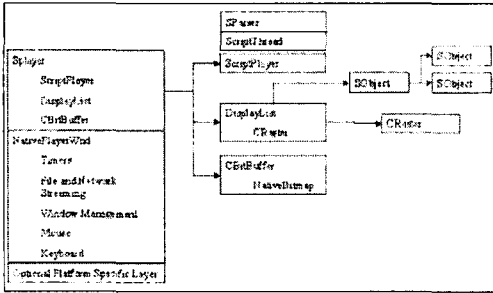 Splayer
ScriptPlayer
DisplayList
CBitBuffer
NativePlayerWnd
Timers
File and Network
Streaming
Window Management
Mouse
Keyboard
Optional Platform Specific Layer
SParser
ScriptThread
ScriptPlayer
DisplayList
CRaster
CBitBuffer
NativeBitmap
SObject
SObject
SObject
CRaster